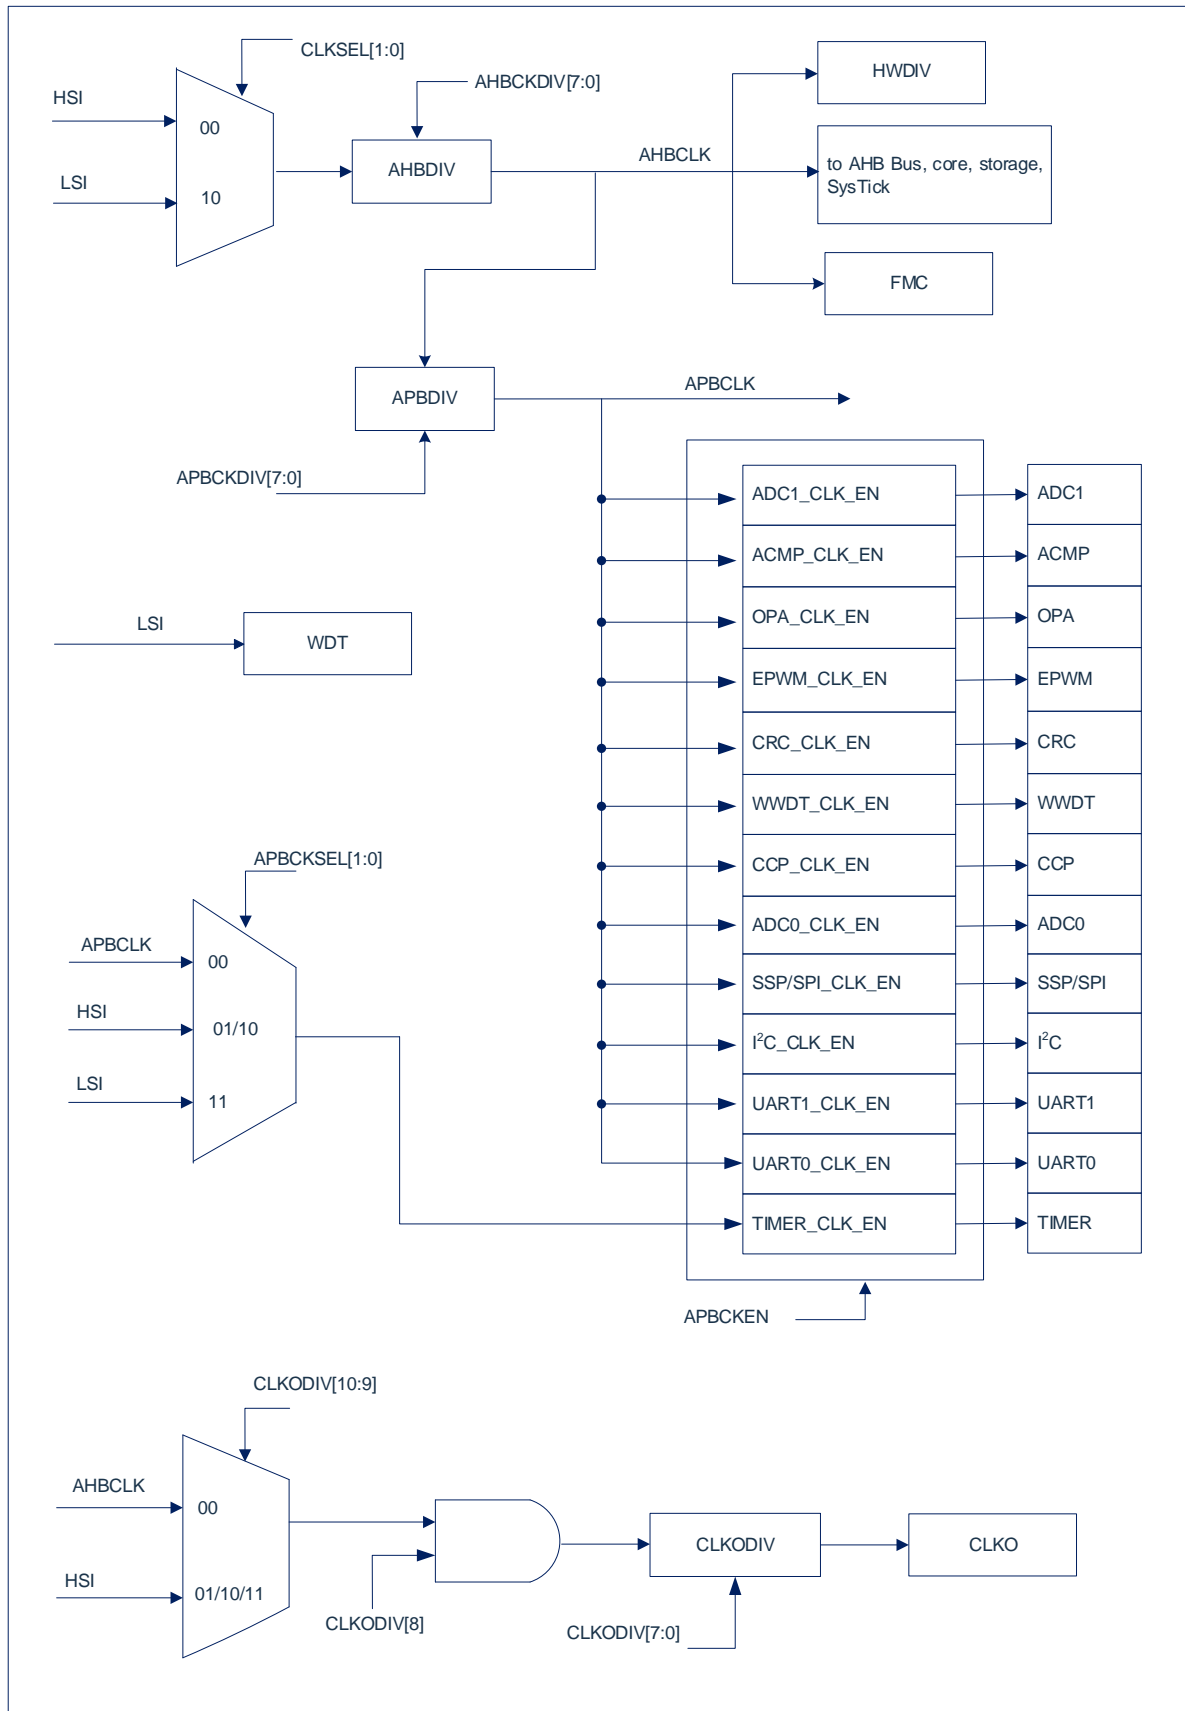 CLKSEL[1:0]
HSI
00
LSI
10
AHBCKDIV[7:0]
AHBDIV
AHBCLK
HWDIV
to AHB Bus, core, storage,
SysTick
FMC
APBDIV
APBCLK
APBCKDIV[7:0]
LSI
WDT
ADC1_CLK_EN
ADC1
ACMP_CLK_EN
ACMP
OPA_CLK_EN
OPA
EPWM_CLK_EN
EPWM
CRC_CLK_EN
CRC
WWDT_CLK_EN
WWDT
CCP_CLK_EN
CCP
ADC0_CLK_EN
ADC0
SSP/SPI_CLK_EN
SSP/SPI
I²C_CLK_EN
I²C
UART1_CLK_EN
UART1
UART0_CLK_EN
UART0
TIMER_CLK_EN
TIMER
APBCKEN
APBCKSEL[1:0]
APBCLK
00
HSI
01/10
LSI
11
CLKODIV[10:9]
AHBCLK
00
HSI
01/10/11
CLKODIV[8]
CLKODIV
CLKODIV[7:0]
CLKO